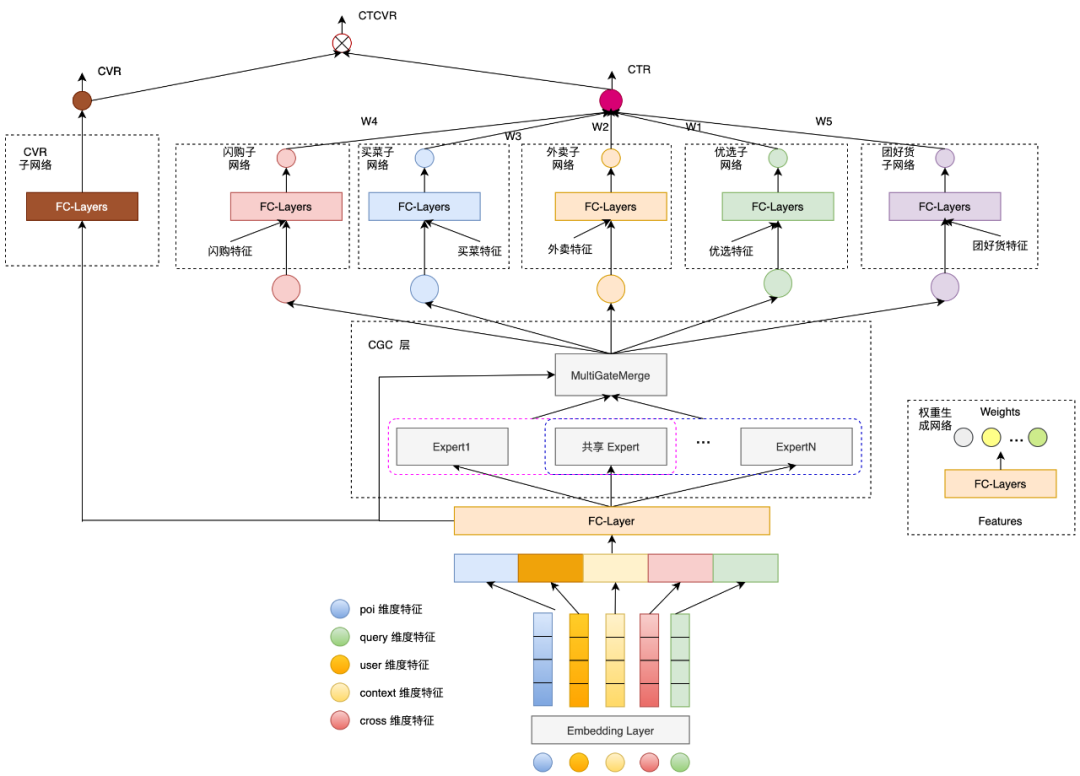 CTCVR
CVR
CTR
W4
W3
W2
W1
W5
CVR
子网络
闪购子
网络
买菜子
网络
外卖子
网络
优选子
网络
团好货
子网络
FC-Layers
FC-Layers
FC-Layers
FC-Layers
FC-Layers
FC-Layers
闪购特征
买菜特征
外卖特征
优选特征
团好货特征
CGC 层
MultiGateMerge
Expert1
共享 Expert
...
ExpertN
权重生
成网络
Weights
...
FC-Layers
Features
FC-Layer
poi 维度特征
query 维度特征
user 维度特征
context 维度特征
cross 维度特征
Embedding Layer